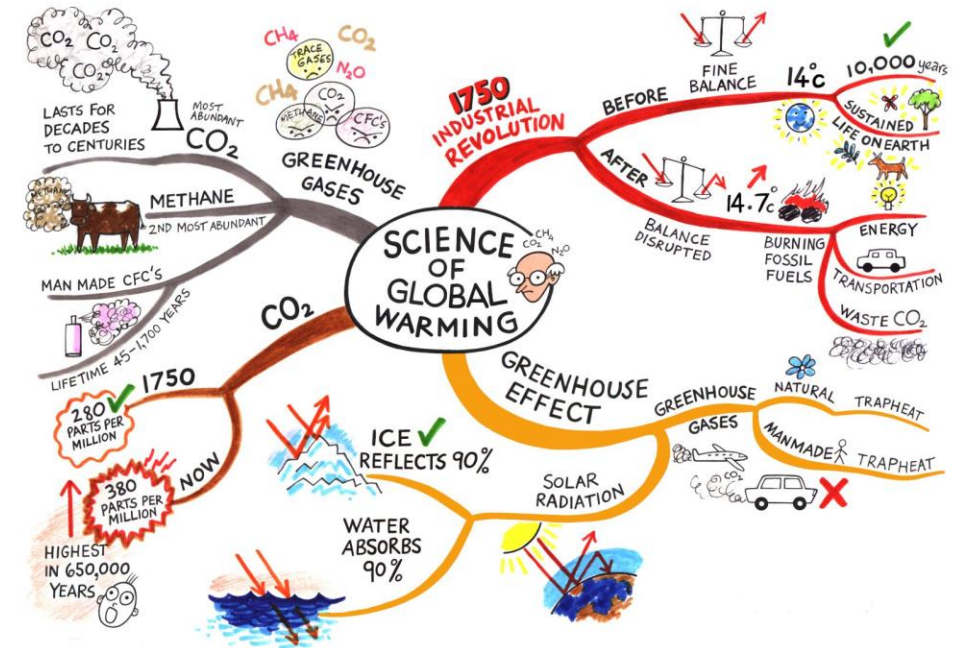 SCIENCE
OF
GLOBAL
WARMING
CH4
CO2
N2O
1750
INDUSTRIAL
REVOLUTION
BEFORE
FINE
BALANCE
14°C
10,000 years
SUSTAINED
LIFE ON EARTH
AFTER
BALANCE
DISRUPTED
14.7°C
BURNING
FOSSIL
FUELS
ENERGY
TRANSPORTATION
WASTE CO2
GREENHOUSE
EFFECT
GREENHOUSE
GASES
NATURAL
TRAPHEAT
MANMADE
TRAPHEAT
CO2
SOLAR
RADIATION
ICE
REFLECTS 90%
WATER
ABSORBS
90%
CO2
1750
280
PARTS PER
MILLION
NOW
380
PARTS PER
MILLION
HIGHEST
IN 650,000
YEARS
GREENHOUSE
GASES
CH4
CO2
TRACE
GASES
N2O
CH4
CO2
METHANE
CFC'S
MOST
ABUNDANT
CO2
CO2
CO2
CO2
LASTS FOR
DECADES
TO CENTURIES
METHANE
2ND MOST ABUNDANT
METHANE
MAN MADE CFC'S
LIFETIME 45-1,700 YEARS